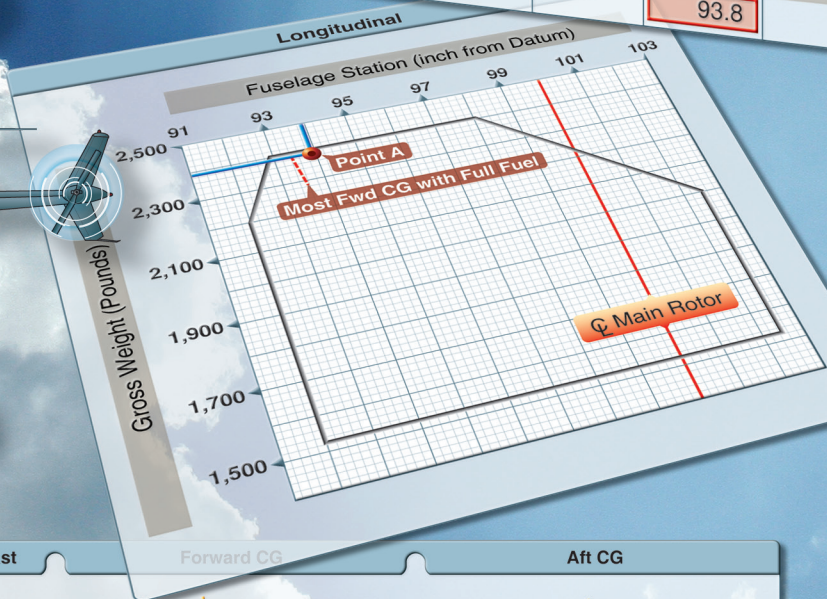 93.8
Longitudinal
Fuselage Station (inch from Datum)
91 93 95 97 99 101 103
2,500
2,300
2,100
1,900
1,700
1,500
Gross Weight (Pounds)
Point A
Most Fwd CG with Full Fuel
℄ Main Rotor
st
Forward CG
Aft CG